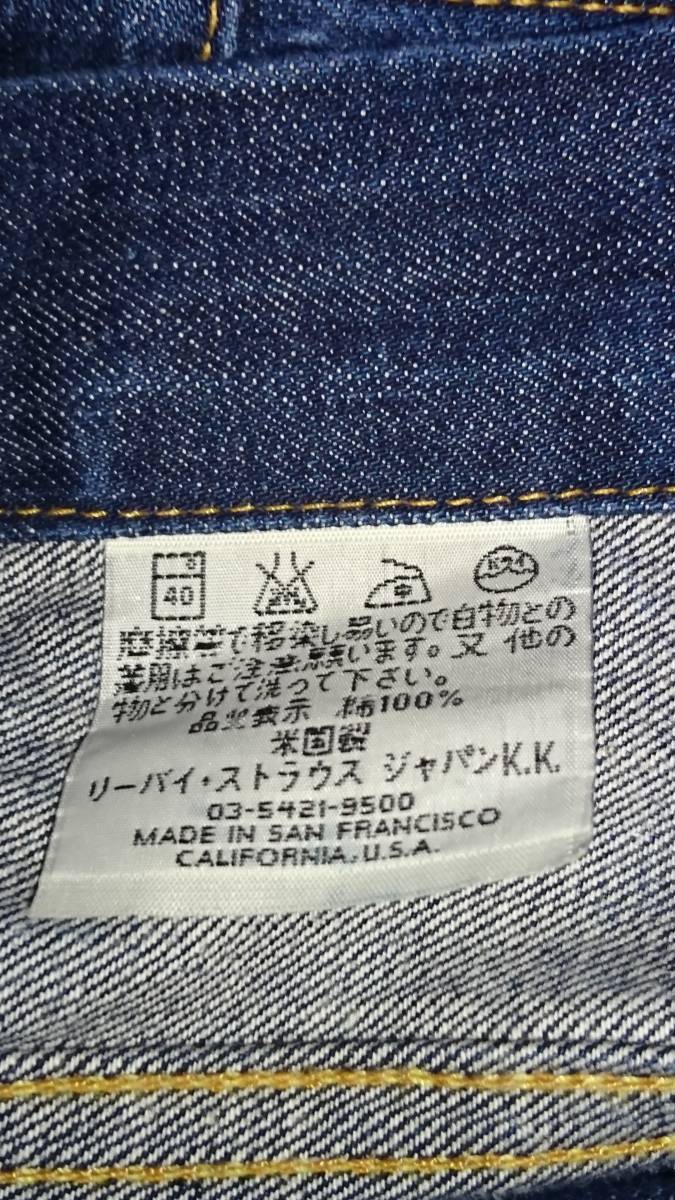 40
中
ドライ
摩擦等で移染し易いので白物との
着用はご注意願います。又 他の
物と分けて洗って下さい。
品質表示 綿100%
米国製
リーバイ・ストラウス ジャパンK.K.
03-5421-9500
MADE IN SAN FRANCISCO
CALIFORNIA. U.S.A.